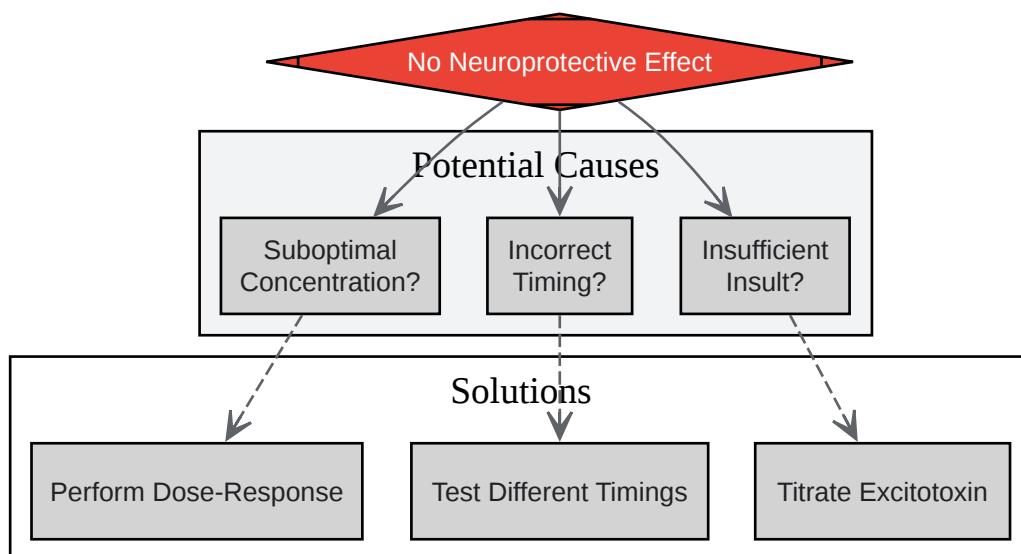 No Neuroprotective Effect
Potential Causes
Suboptimal
Concentration?
Incorrect
Timing?
Insufficient
Insult?
Solutions
Perform Dose-Response
Test Different Timings
Titrate Excitotoxin